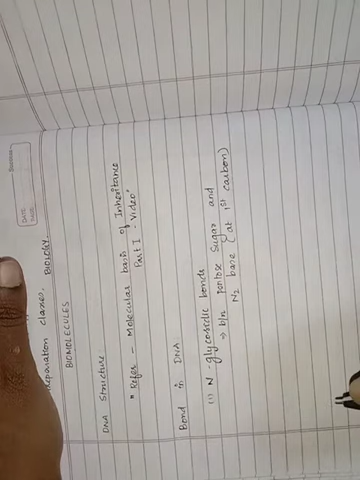 DATE
PAGE
Preparation classes. BIOLOGY.
BIOMOLECULES
DNA Structure
" Refer - Molecular basis of Inheritance
Part I - Video"
Bond in DNA
(1) N-glycosidic bonds
→ b/n pentose sugar and
N2 base (at 1st carbon)